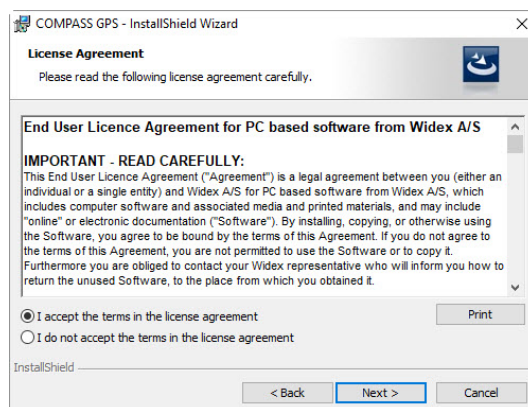 COMPASS GPS - InstallShield Wizard
License Agreement
Please read the following license agreement carefully.
End User Licence Agreement for PC based software from Widex A/S
IMPORTANT - READ CAREFULLY:
This End User Licence Agreement ("Agreement") is a legal agreement between you (either an
individual or a single entity) and Widex A/S for PC based software from Widex A/S, which
includes computer software and associated media and printed materials, and may include
"online" or electronic documentation ("Software"). By installing, copying, or otherwise using
the Software, you agree to be bound by the terms of this Agreement. If you do not agree to
the terms of this Agreement, you are not permitted to use the Software or to copy it.
Furthermore you are obliged to contact your Widex representative who will inform you how to
return the unused Software, to the place from which you obtained it.
I accept the terms in the license agreement
Print
I do not accept the terms in the license agreement
InstallShield
< Back
Next >
Cancel